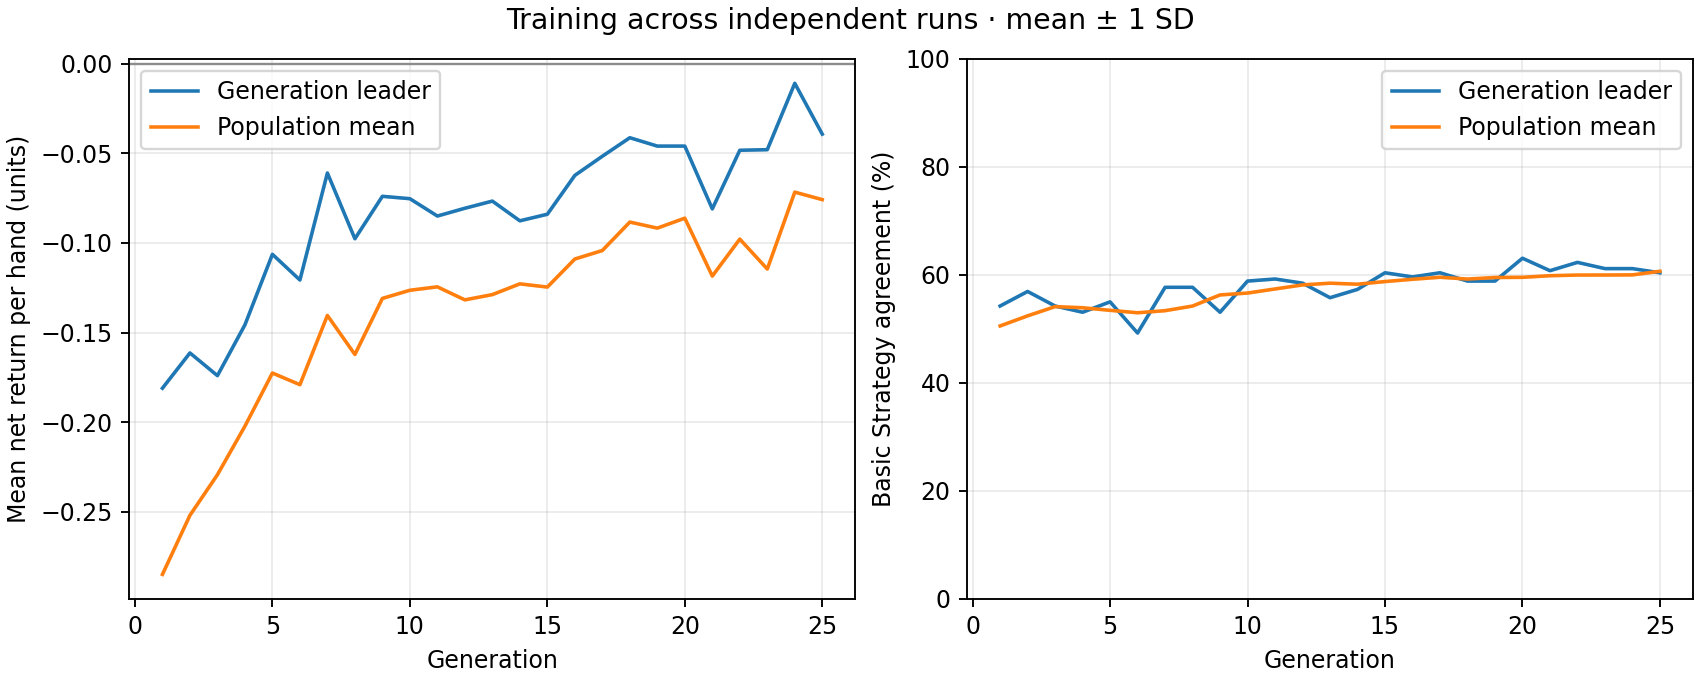 Training across independent runs · mean ± 1 SD
Mean net return per hand (units)
0.00
−0.05
−0.10
−0.15
−0.20
−0.25
Generation leader
Population mean
0 5 10 15 20 25
Generation
Basic Strategy agreement (%)
100
80
60
40
20
0
Generation leader
Population mean
0 5 10 15 20 25
Generation